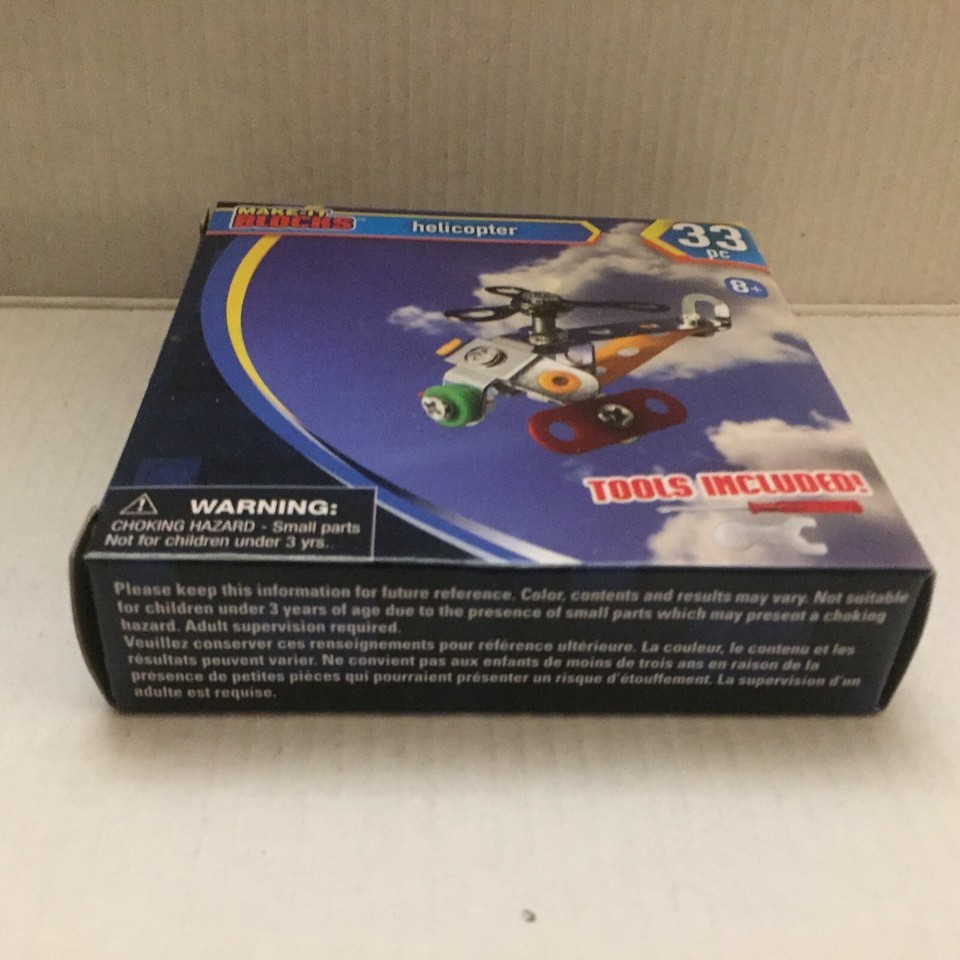 MAKE-IT
BLOCKS™
helicopter
33
pc
8+
TOOLS INCLUDED!
WARNING:
CHOKING HAZARD - Small parts
Not for children under 3 yrs.
Please keep this information for future reference. Color, contents and results may vary. Not suitable
for children under 3 years of age due to the presence of small parts which may present a choking
hazard. Adult supervision required.
Veuillez conserver ces renseignements pour référence ultérieure. La couleur, le contenu et les
résultats peuvent varier. Ne convient pas aux enfants de moins de trois ans en raison de la
présence de petites pièces qui pourraient présenter un risque d'étouffement. La supervision d'un
adulte est requise.